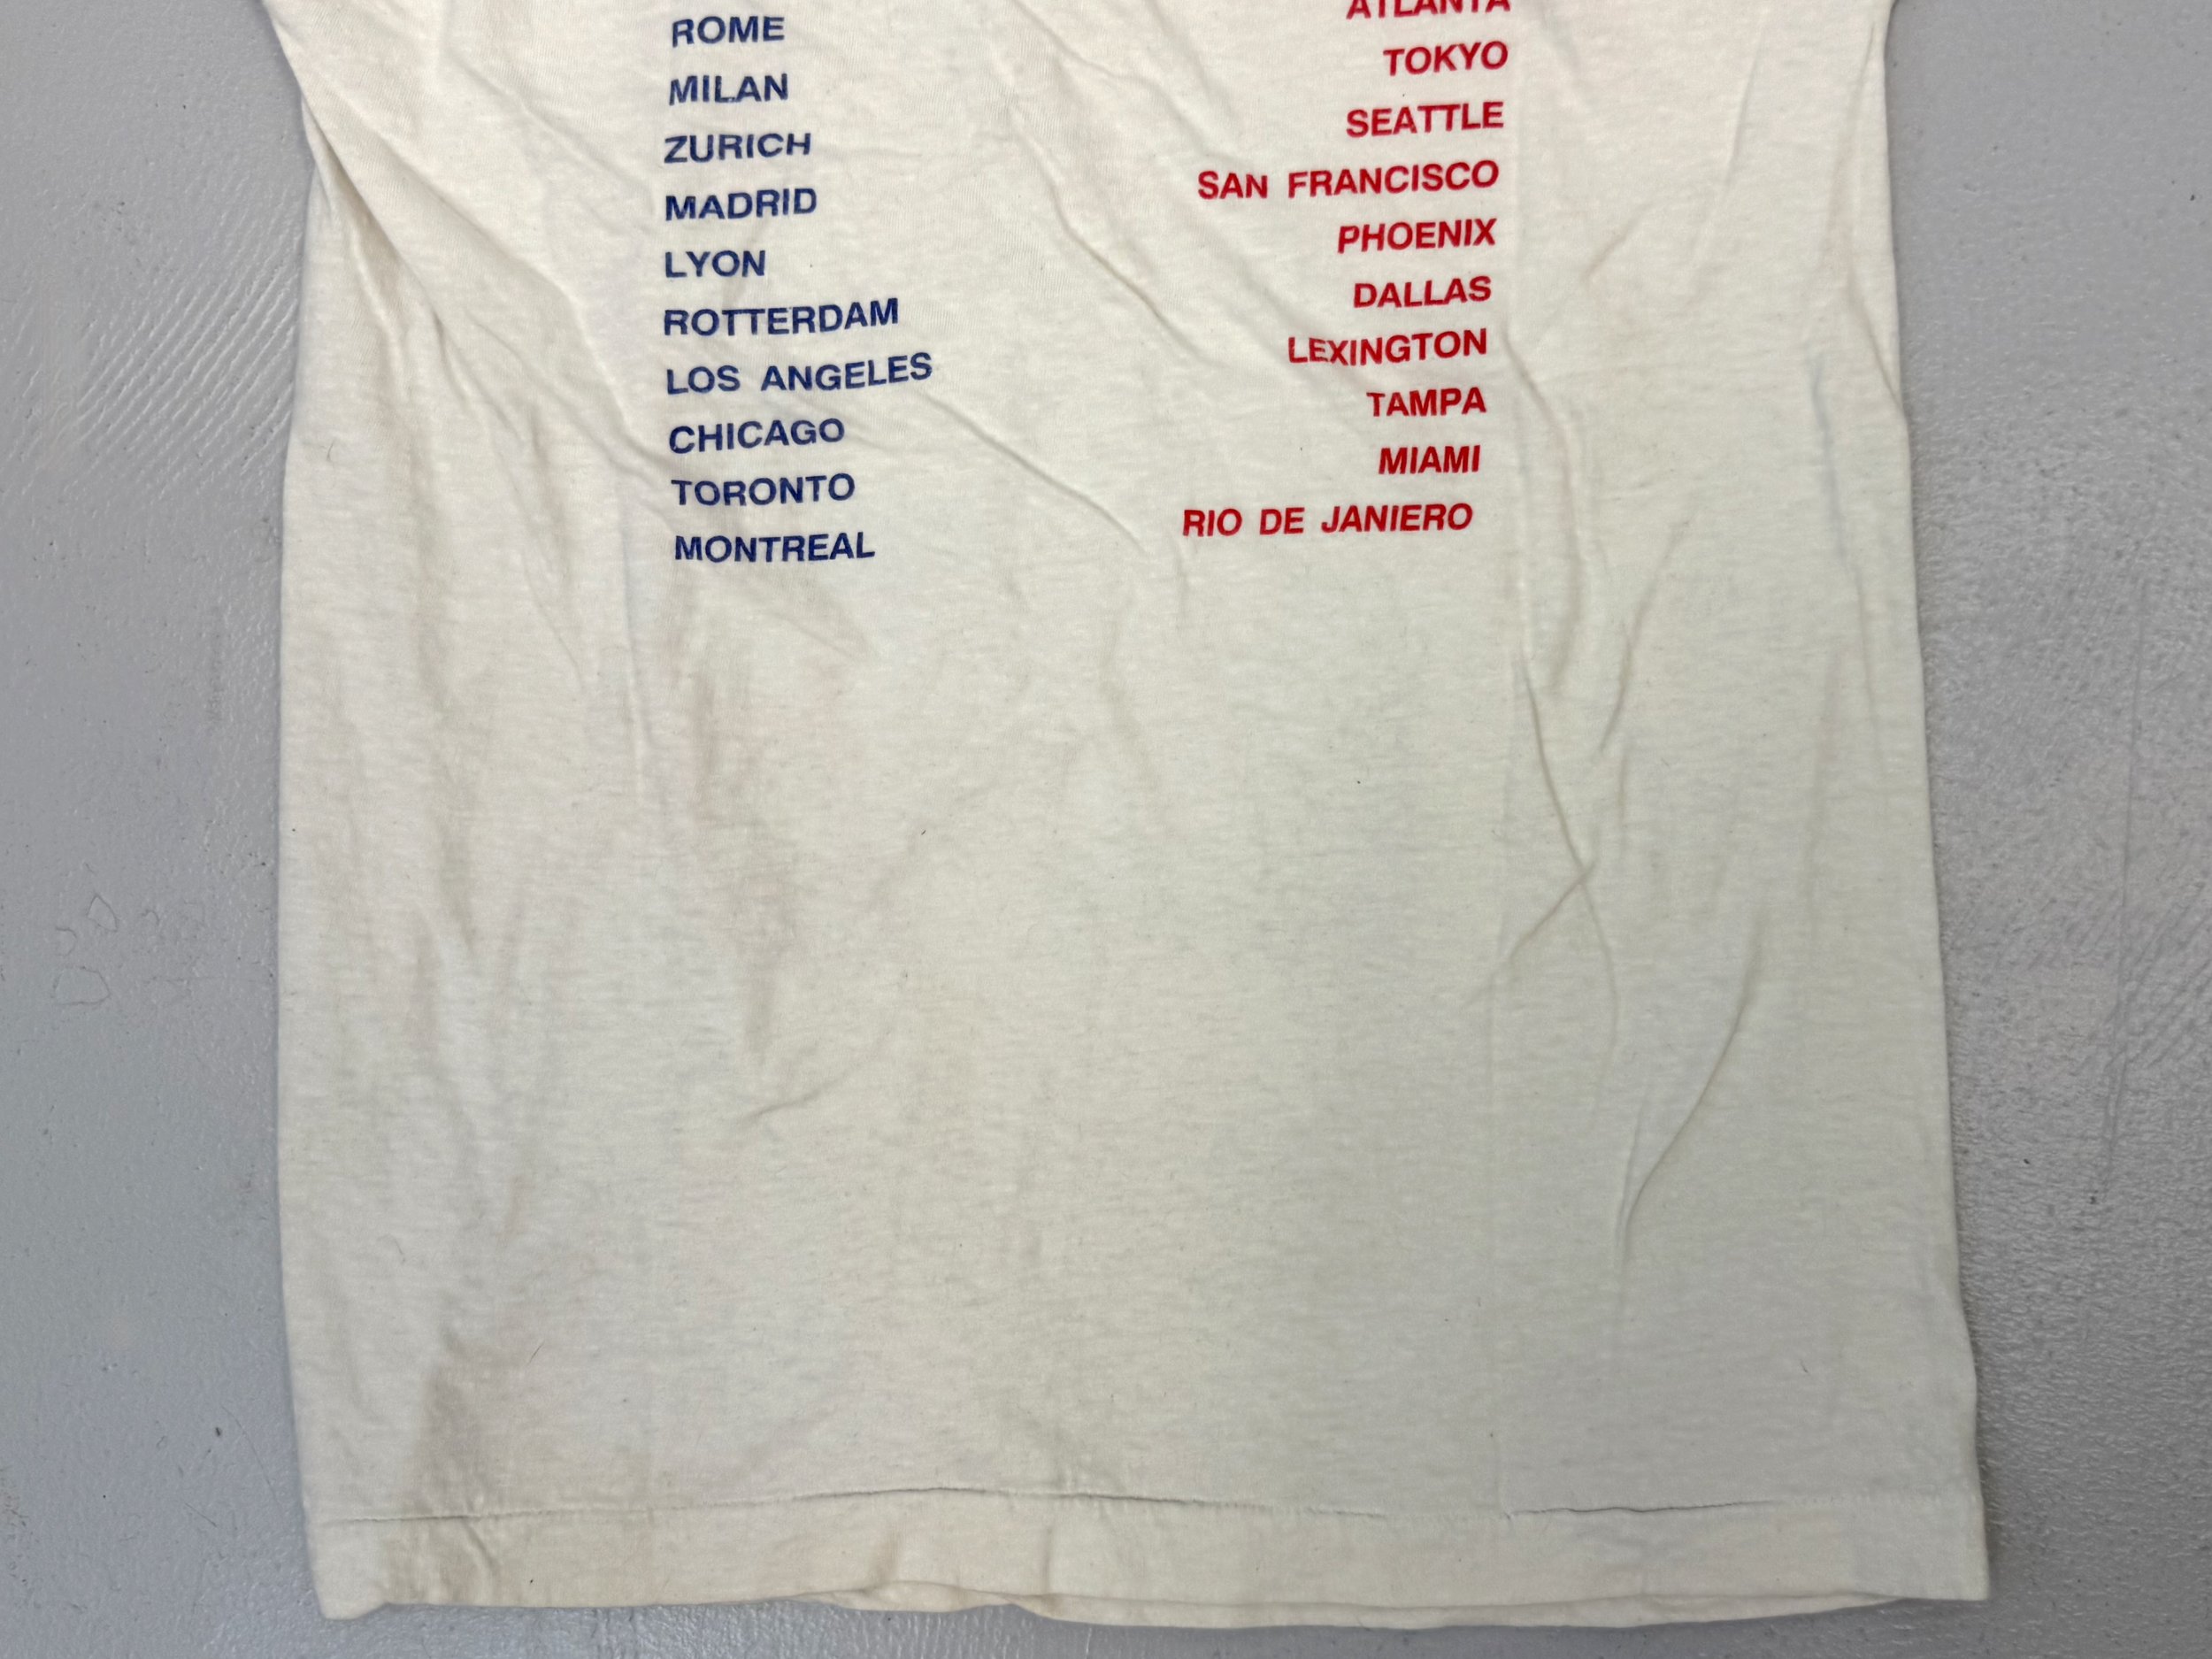 ROME
MILAN
ZURICH
MADRID
LYON
ROTTERDAM
LOS ANGELES
CHICAGO
TORONTO
MONTREAL
ATLANTA
TOKYO
SEATTLE
SAN FRANCISCO
PHOENIX
DALLAS
LEXINGTON
TAMPA
MIAMI
RIO DE JANIERO